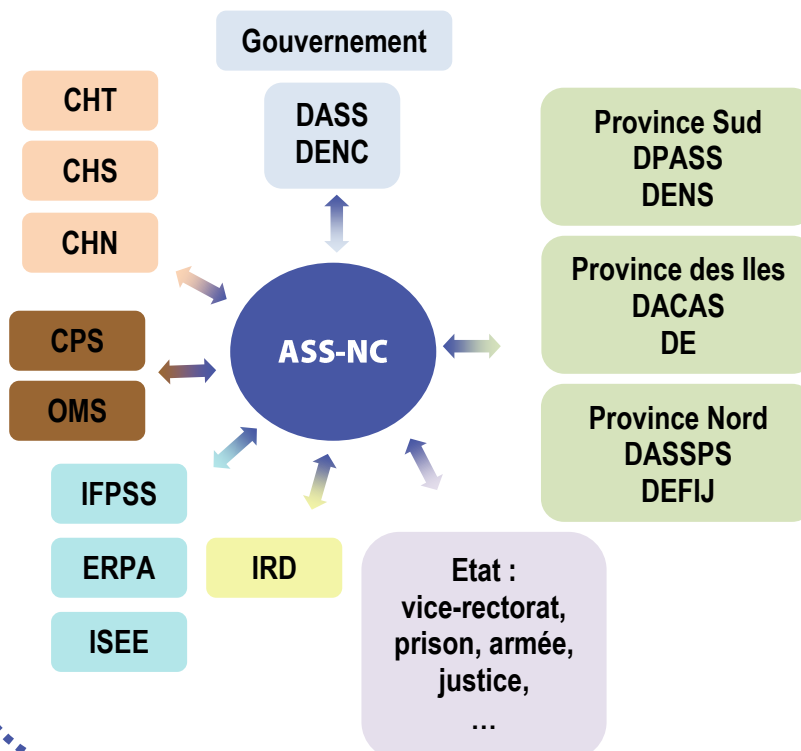 Gouvernement
DASS
DENC
CHT
CHS
CHN
CPS
OMS
IFPSS
ERPA
ISEE
IRD
ASS-NC
Province Sud
DPASS
DENS
Province des Iles
DACAS
DE
Province Nord
DASSPS
DEFIJ
Etat :
vice-rectorat,
prison, armée,
justice,
...